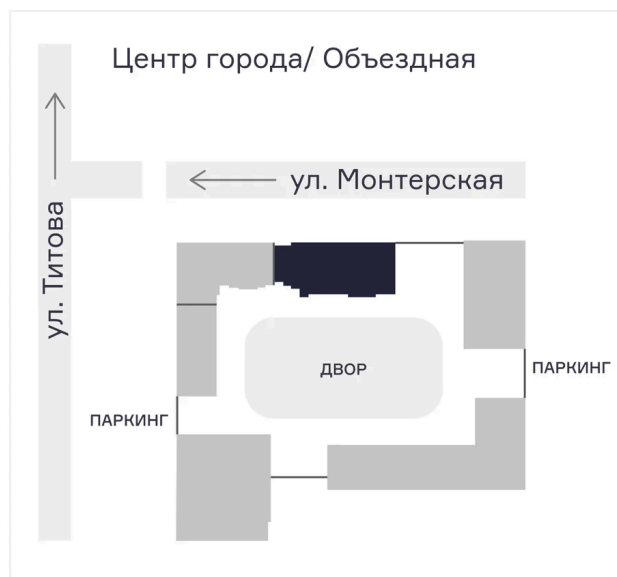 Центр города/ Объездная
ул. Монтерская
ул. Титова
ДВОР
ПАРКИНГ
ПАРКИНГ